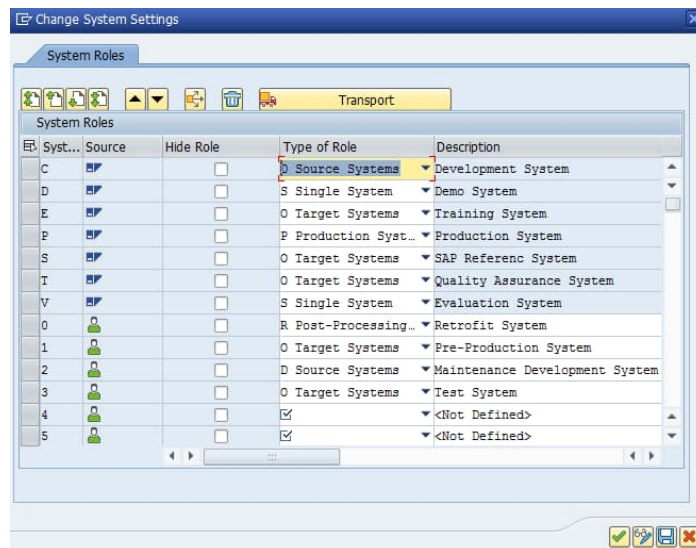 Change System Settings
System Roles
Transport
System Roles
Syst... Source Hide Role Type of Role Description
C D Source Systems Development System
D S Single System Demo System
E O Target Systems Training System
P P Production Syst... Production System
S O Target Systems SAP Referenc System
T O Target Systems Quality Assurance System
V S Single System Evaluation System
0 R Post-Processing... Retrofit System
1 O Target Systems Pre-Production System
2 D Source Systems Maintenance Development System
3 O Target Systems Test System
4 <Not Defined>
5 <Not Defined>